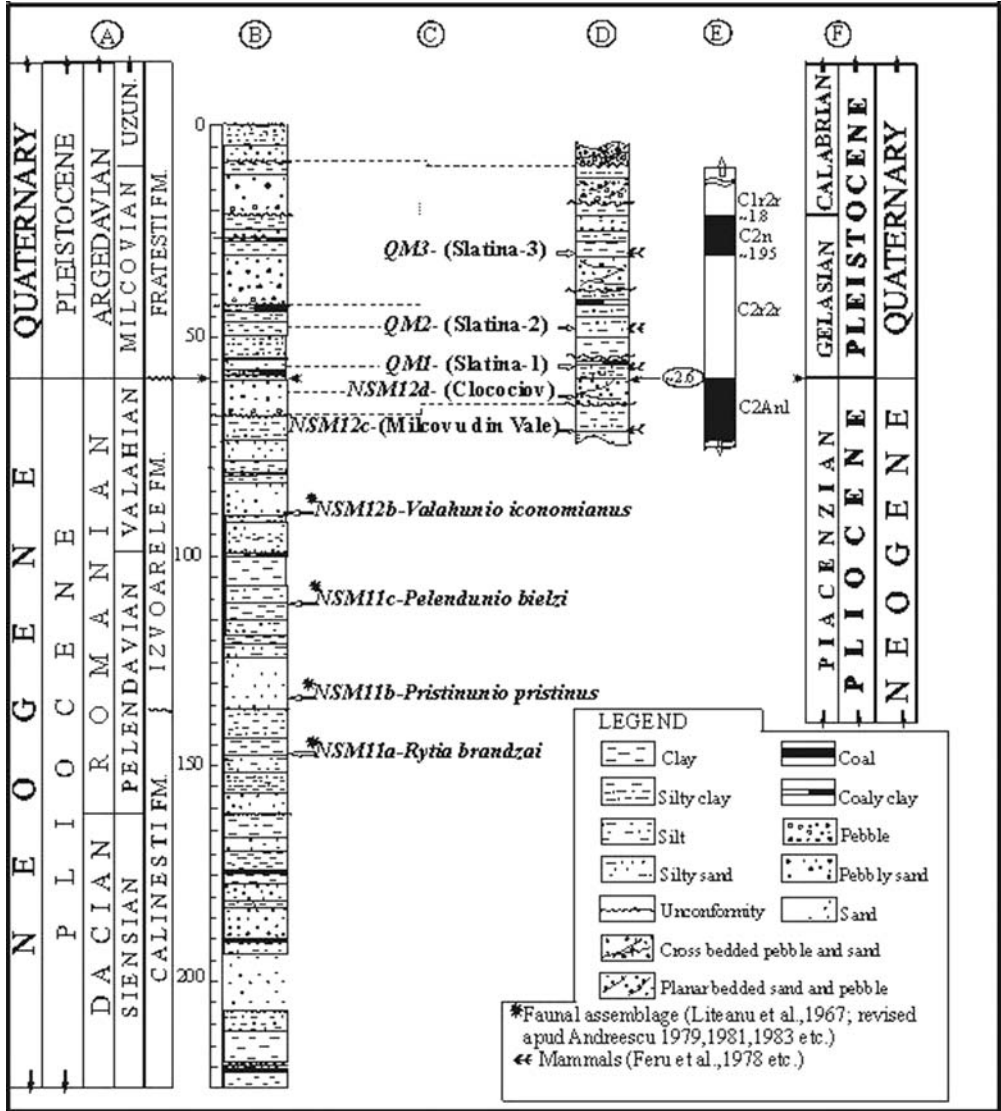 A
B
C
D
E
F
QUATERNARY
PLEISTOCENE
ARGEDAVIAN
MILCOVIAN
UZUN.
FRATESTI FM.
NEOGENE
PLIOCENE
ROMANIAN
VALAHIAN
PELENDAVIAN
IZVOARELE FM.
DACIAN
SIENSIAN
CALINESTI FM.
0
50
100
150
200
QM3- (Slatina-3)
QM2- (Slatina-2)
QM1- (Slatina-1)
NSM12d- (Clocociov)
NSM12c-(Milcovu din Vale)
*NSM12b-Valahunio iconomianus
*NSM11c-Pelendunio bielzi
*NSM11b-Pristinunio pristinus
*NSM11a-Rytia brandzai
C1r2r
~1.8
C2n
~1.95
C2r2r
~2.6
C2An1
GELASIAN
CALABRIAN
PLEISTOCENE
QUATERNARY
PIACENZIAN
PLIOCENE
NEOGENE
LEGEND
Clay
Coal
Silty clay
Coaly clay
Silt
Pebble
Silty sand
Pebbly sand
Unconformity
Sand
Cross bedded pebble and sand
Planar bedded sand and pebble
*Faunal assemblage (Liteanu et al.,1967; revised
apud Andreescu 1979,1981,1983 etc.)
Mammals (Feru et al.,1978 etc.)